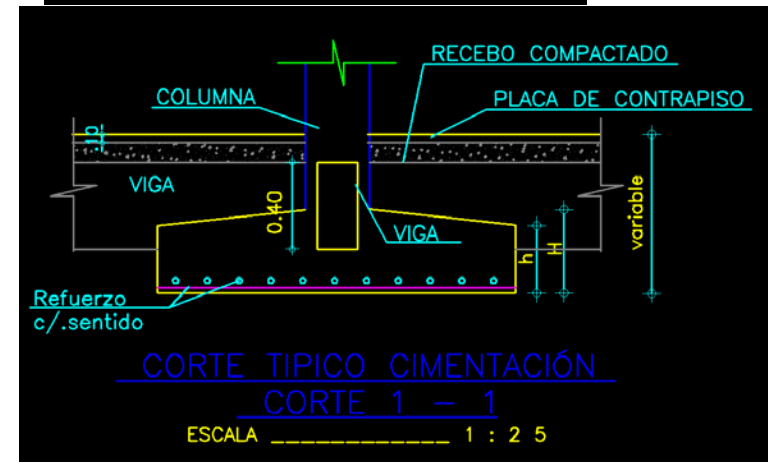 RECEBO COMPACTADO
COLUMNA
PLACA DE CONTRAPISO
.10
VIGA
0.40
variable
VIGA
h
H
Refuerzo
c/.sentido
CORTE TIPICO CIMENTACIÓN
CORTE 1 - 1
ESCALA ____________ 1 : 2 5